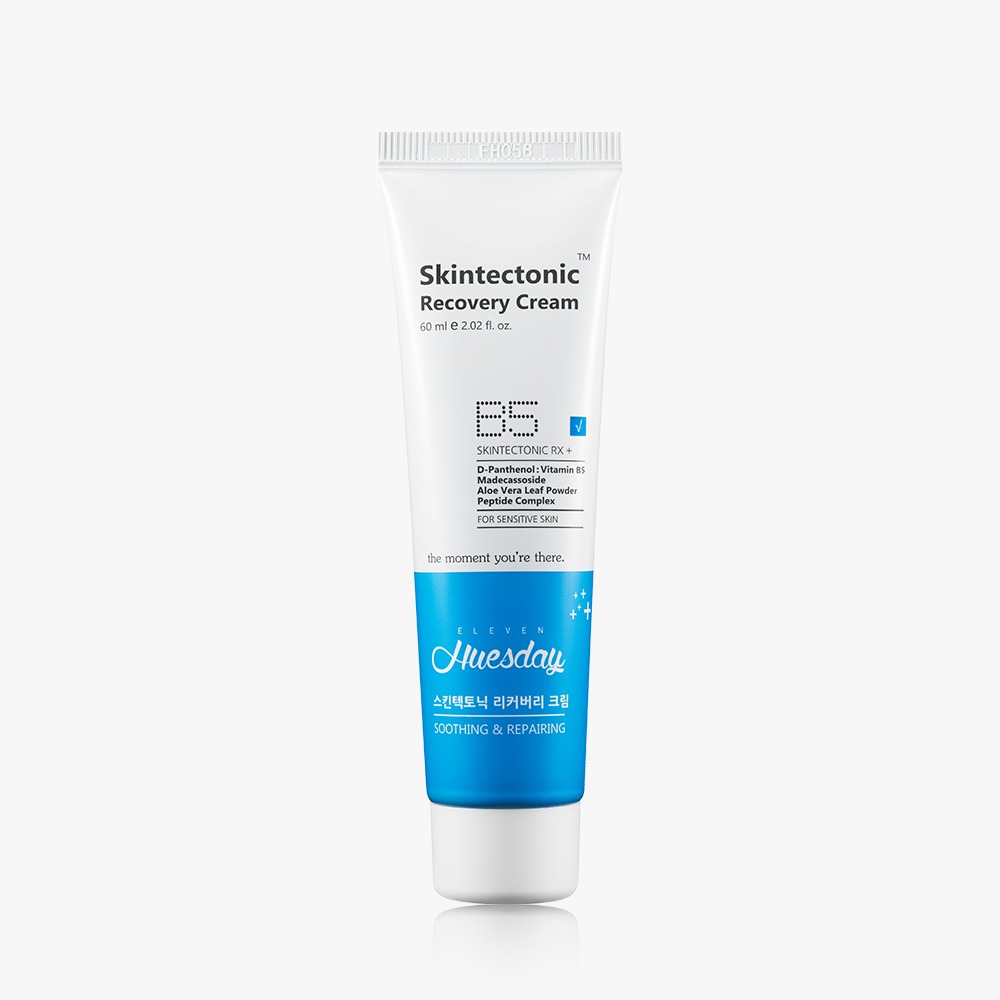 FH058
Skintectonic™
Recovery Cream
60 ml e 2.02 fl. oz.
B5
√
SKINTECTONIC RX +
D-Panthenol : Vitamin B5
Madecassoside
Aloe Vera Leaf Powder
Peptide Complex
FOR SENSITIVE SKIN
the moment you're there.
ELEVEN
Huesday
스킨텍토닉 리커버리 크림
SOOTHING & REPAIRING